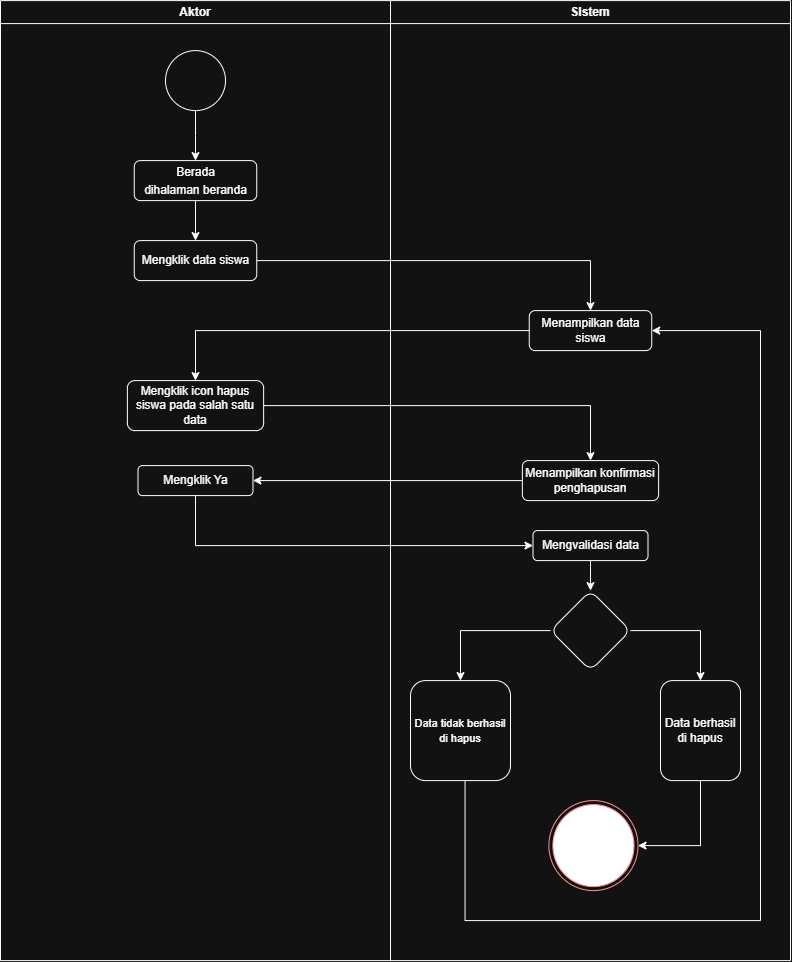 Aktor
SIstem
Berada
dihalaman beranda
Mengklik data siswa
Menampilkan data
siswa
Mengklik icon hapus
siswa pada salah satu
data
Menampilkan konfirmasi
penghapusan
Mengklik Ya
Mengvalidasi data
Data tidak berhasil
di hapus
Data berhasil
di hapus